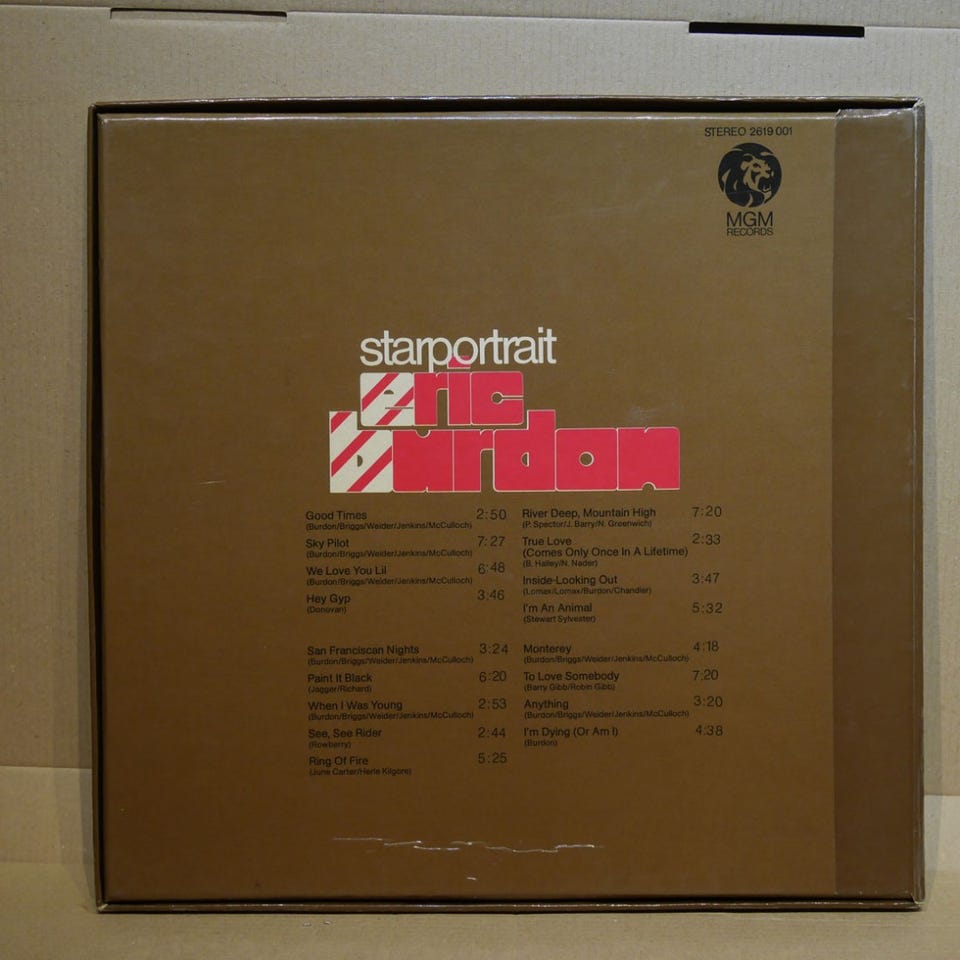 STEREO 2619 001
MGM
RECORDS
starportrait
eric
burdon
Good Times 2:50
(Burdon/Briggs/Weider/Jenkins/McCulloch)
Sky Pilot 7:27
(Burdon/Briggs/Weider/Jenkins/McCulloch)
We Love You Lil 6:48
(Burdon/Briggs/Weider/Jenkins/McCulloch)
Hey Gyp 3:46
(Donovan)
San Franciscan Nights 3:24
(Burdon/Briggs/Weider/Jenkins/McCulloch)
Paint It Black 6:20
(Jagger/Richard)
When I Was Young 2:53
(Burdon/Briggs/Weider/Jenkins/McCulloch)
See, See Rider 2:44
(Rowberry)
Ring Of Fire 5:25
(June Carter/Herle Kilgore)
River Deep, Mountain High 7:20
(P. Spector/J. Barry/N. Greenwich)
True Love 2:33
(Comes Only Once In A Lifetime)
(B. Halley/N. Nader)
Inside-Looking Out 3:47
(Lomax/Lomax/Burdon/Chandler)
I'm An Animal 5:32
(Stewart Sylvester)
Monterey 4:18
(Burdon/Briggs/Weider/Jenkins/McCulloch)
To Love Somebody 7:20
(Barry Gibb/Robin Gibb)
Anything 3:20
(Burdon/Briggs/Weider/Jenkins/McCulloch)
I'm Dying (Or Am I) 4:38
(Burdon)